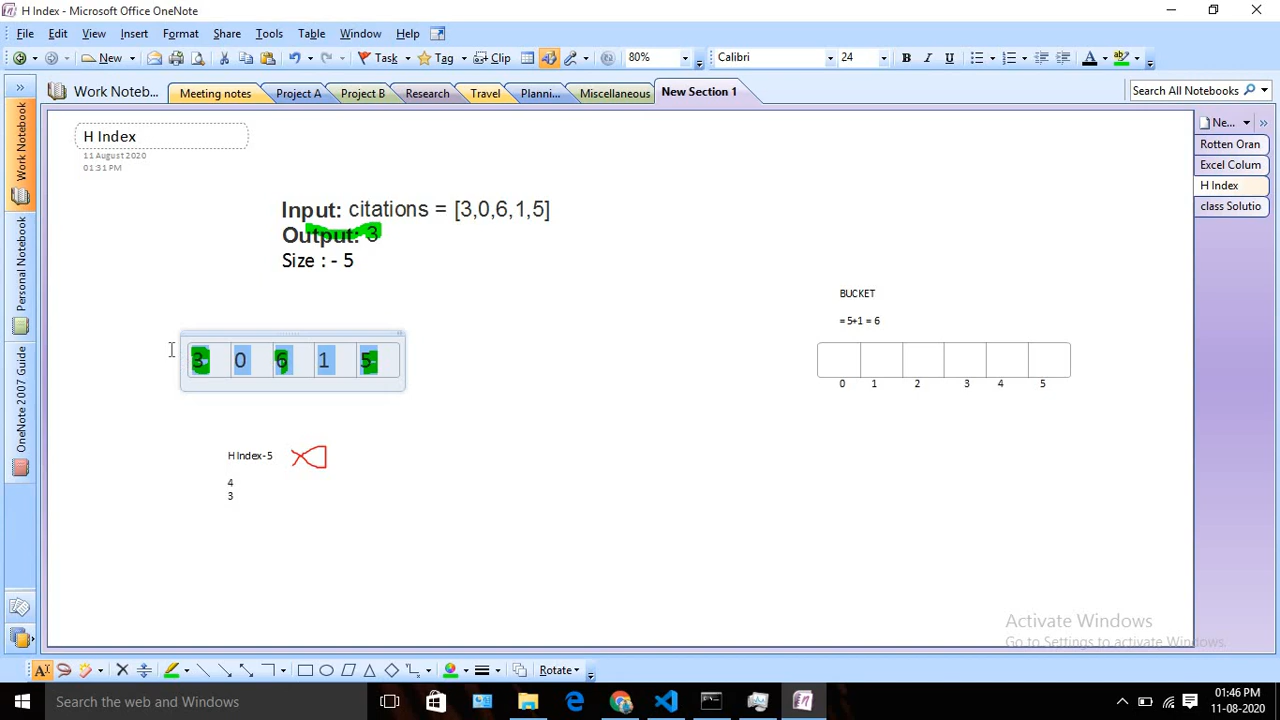 H Index - Microsoft Office OneNote
File Edit View Insert Format Share Tools Table Window Help
New Task Tag Clip 80% Calibri 24 B I U A ab
Work Noteb... Meeting notes Project A Project B Research Travel Planni... Miscellaneous New Section 1 Search All Notebooks
Work Notebook
Personal Notebook
OneNote 2007 Guide
Ne...
Rotten Oran
Excel Colum
H Index
class Solutio
H Index
11 August 2020
01:31 PM
Input: citations = [3,0,6,1,5]
Output: 3
Size : - 5
BUCKET
= 5+1 = 6
3 0 6 1 5
0 1 2 3 4 5
H Index-5
4
3
Activate Windows
Go to Settings to activate Windows.
Rotate
Search the web and Windows
01:46 PM
11-08-2020